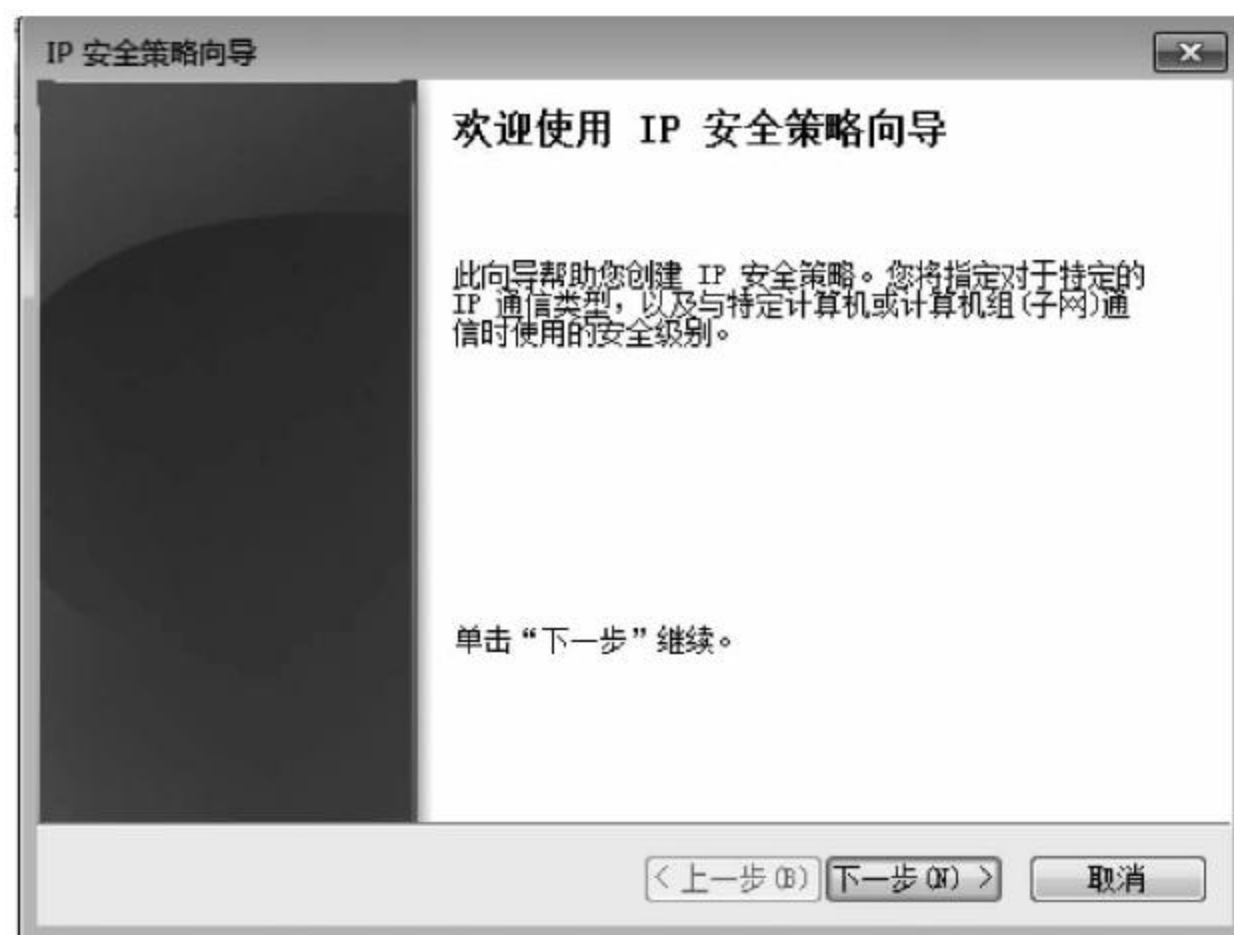 IP 安全策略向导
欢迎使用 IP 安全策略向导
此向导帮助您创建 IP 安全策略。您将指定对于特定的
IP 通信类型，以及与特定计算机或计算机组(子网)通
信时使用的安全级别。
单击“下一步”继续。
< 上一步(B)
下一步(N) >
取消